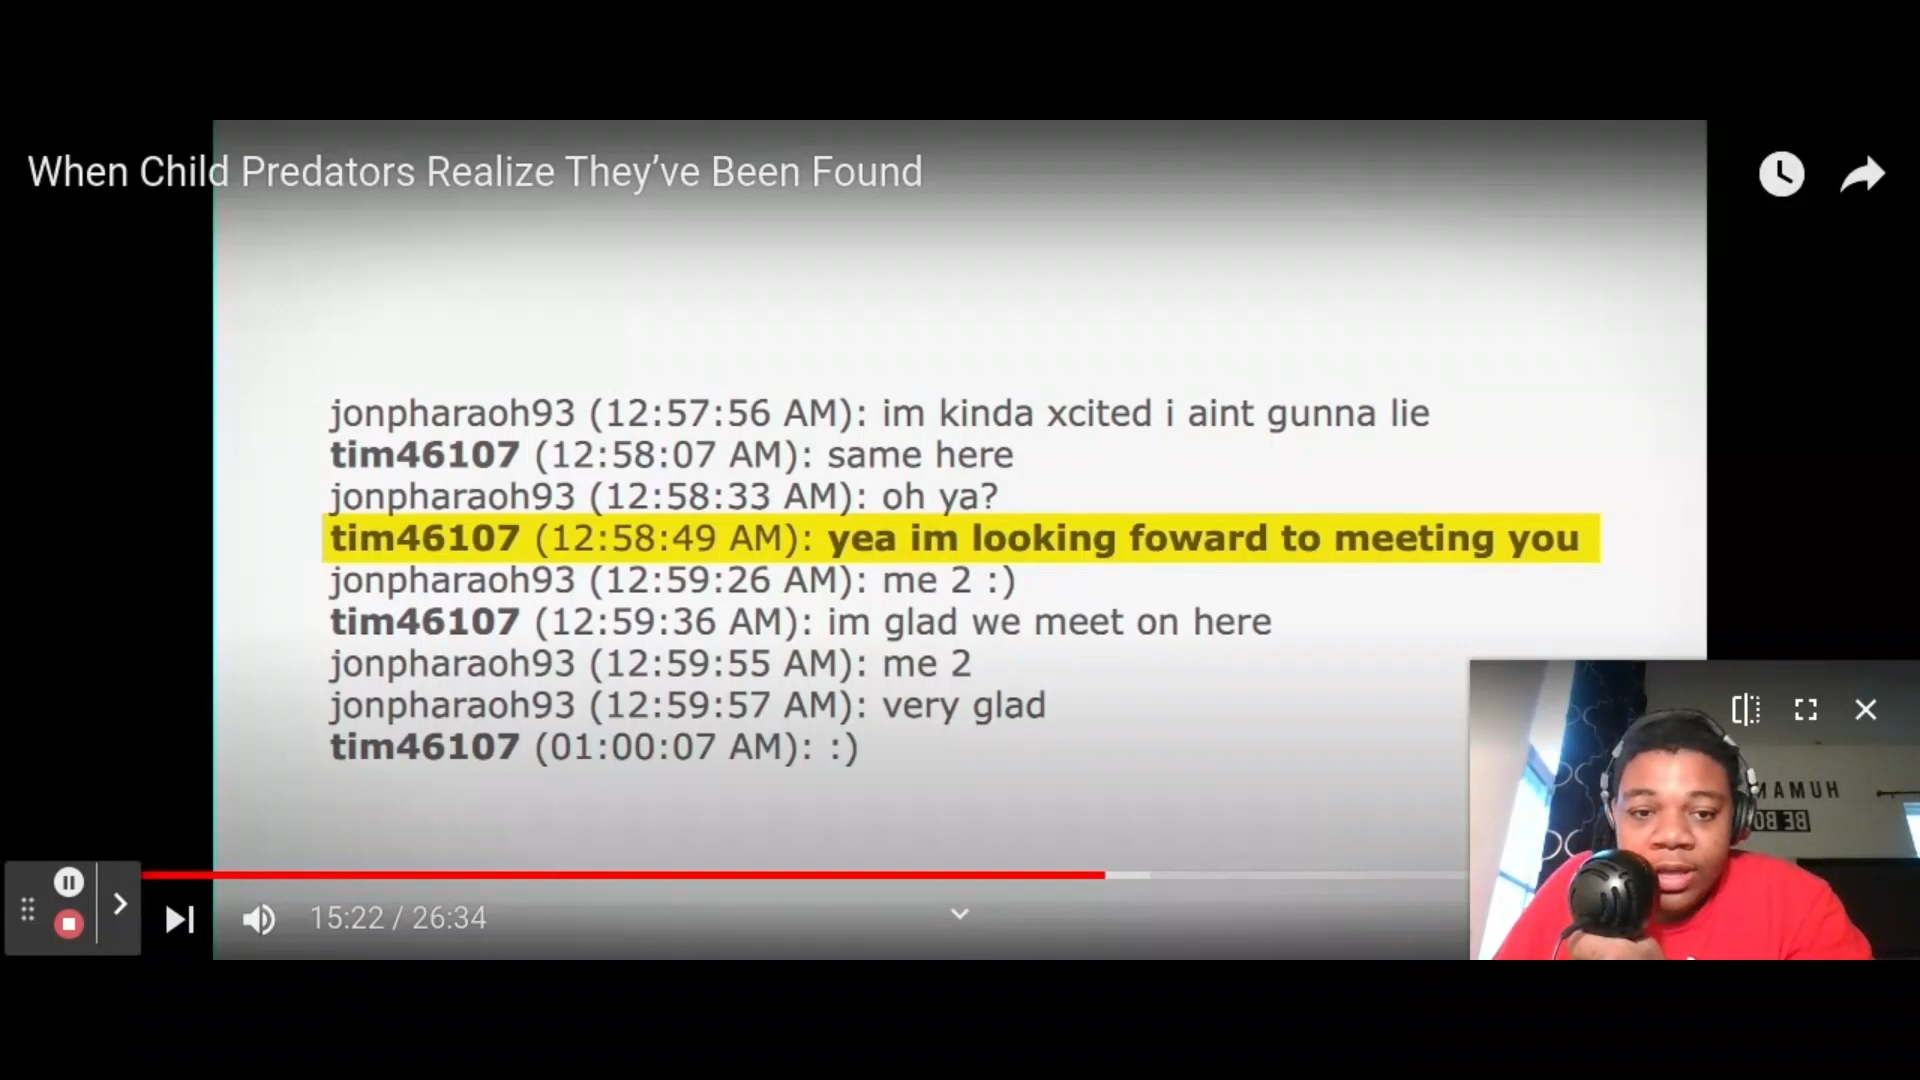 When Child Predators Realize They’ve Been Found
jonpharaoh93 (12:57:56 AM): im kinda xcited i aint gunna lie
tim46107 (12:58:07 AM): same here
jonpharaoh93 (12:58:33 AM): oh ya?
tim46107 (12:58:49 AM): yea im looking foward to meeting you
jonpharaoh93 (12:59:26 AM): me 2 :)
tim46107 (12:59:36 AM): im glad we meet on here
jonpharaoh93 (12:59:55 AM): me 2
jonpharaoh93 (12:59:57 AM): very glad
tim46107 (01:00:07 AM): :)
HUMAN
BE BO
15:22 / 26:34